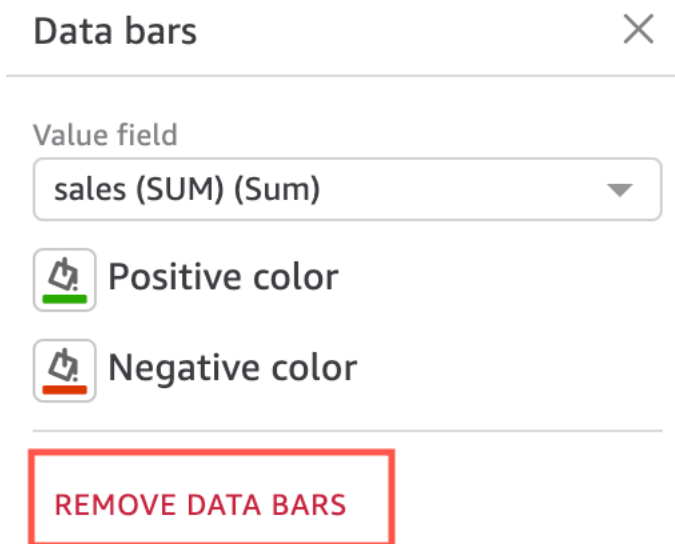 Data bars
Value field
sales (SUM) (Sum)
Positive color
Negative color
REMOVE DATA BARS